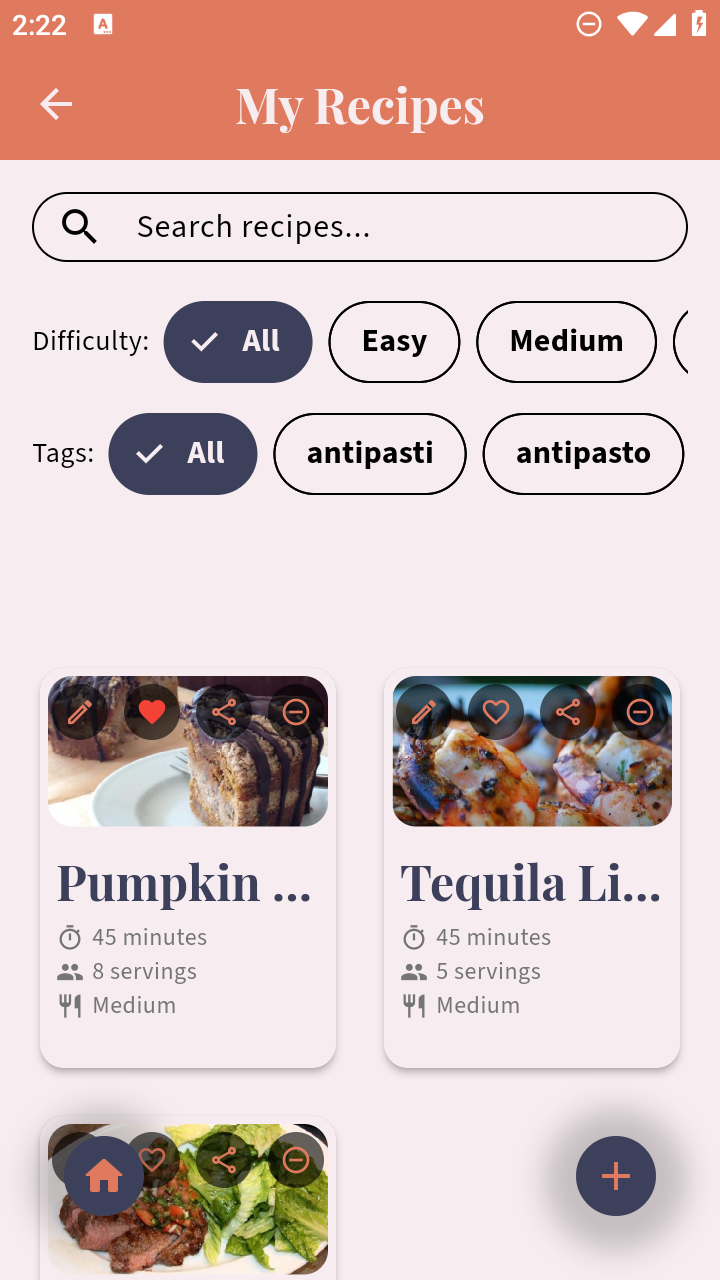 2:22
My Recipes
Search recipes...
Difficulty: All Easy Medium
Tags: All antipasti antipasto
Pumpkin ...
45 minutes
8 servings
Medium
Tequila Li...
45 minutes
5 servings
Medium